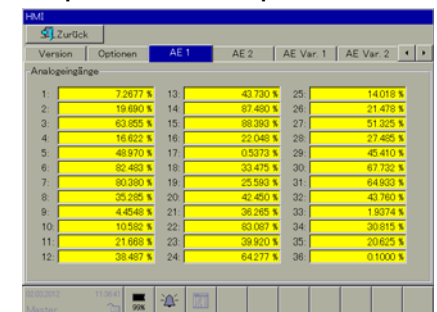 HMI
Zurück
Version Optionen AE 1 AE 2 AE Var. 1 AE Var. 2
Analogeingänge
1: 7.2677 % 13: 43.730 % 25: 14.018 %
2: 19.690 % 14: 87.480 % 26: 21.478 %
3: 63.855 % 15: 88.393 % 27: 51.325 %
4: 16.622 % 16: 22.048 % 28: 27.485 %
5: 48.970 % 17: 0.5373 % 29: 45.410 %
6: 82.483 % 18: 33.475 % 30: 67.732 %
7: 80.380 % 19: 25.593 % 31: 64.933 %
8: 35.285 % 20: 42.450 % 32: 43.760 %
9: 4.4548 % 21: 36.265 % 33: 1.9374 %
10: 10.582 % 22: 83.087 % 34: 30.815 %
11: 21.668 % 23: 39.920 % 35: 20.625 %
12: 38.487 % 24: 64.277 % 36: 0.1000 %
02.03.2012
Master 99%